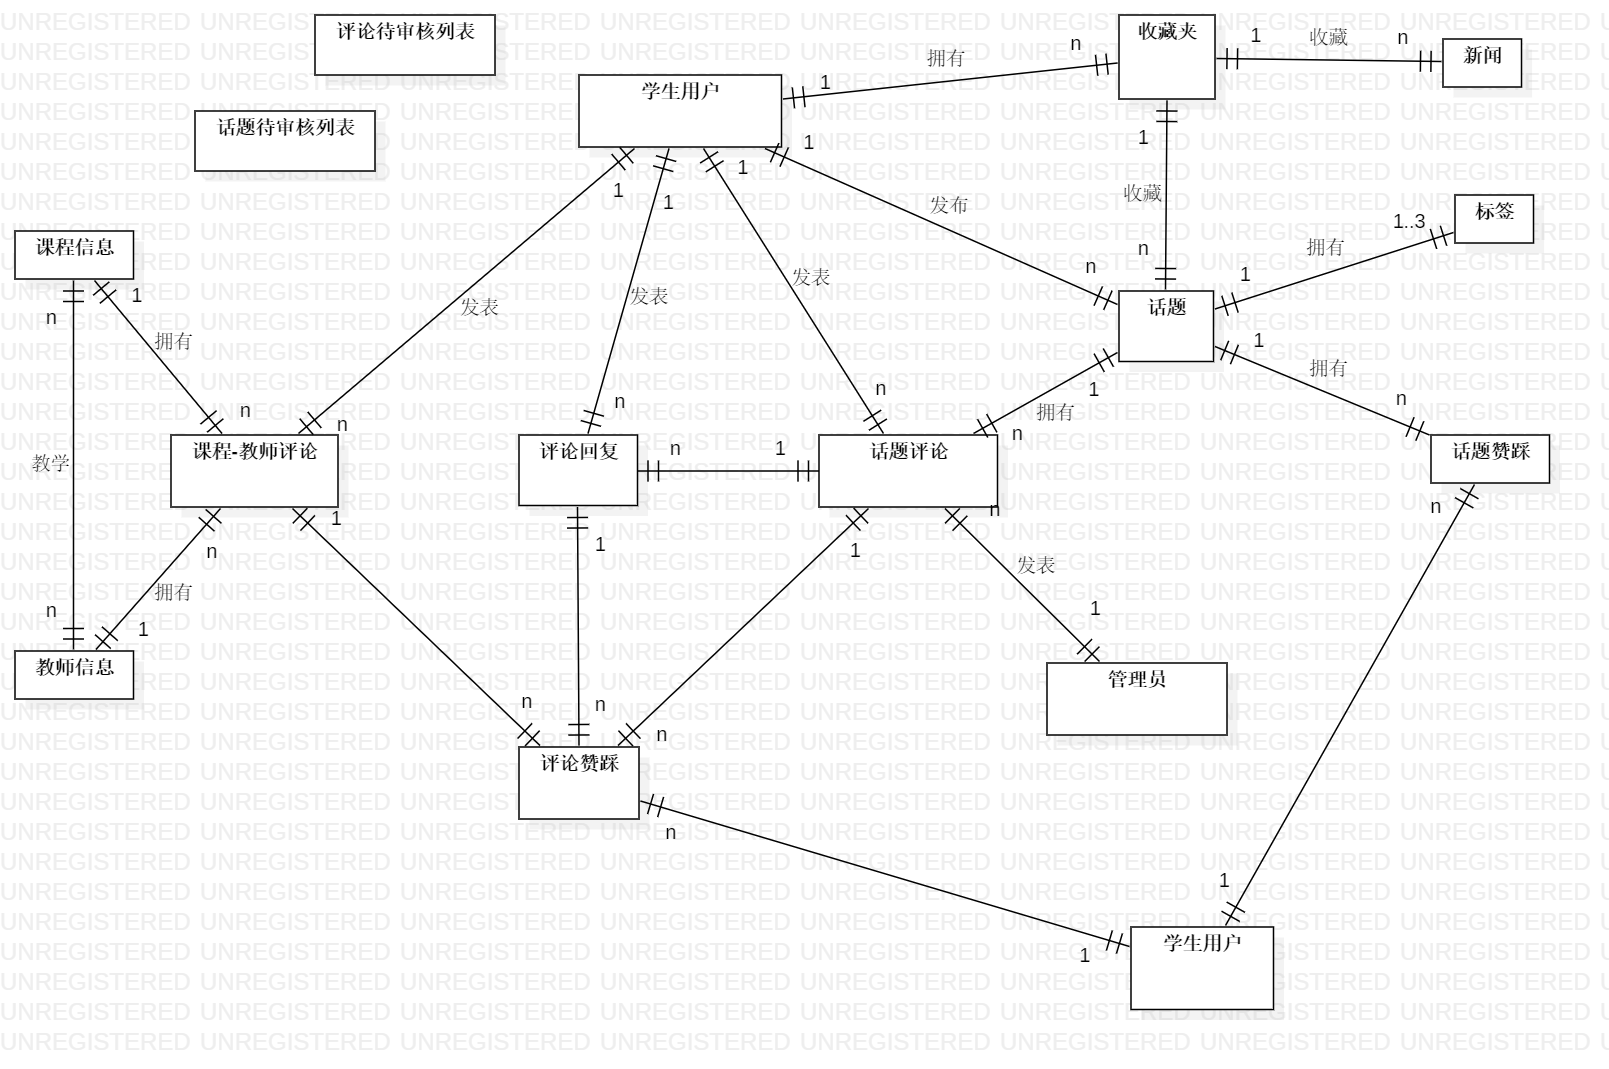 评论待审核列表
学生用户
收藏夹
1
收藏
n
新闻
n
拥有
1
话题待审核列表
1
1
1
1
1
1
收藏
发布
标签
1..3
课程信息
拥有
n
n
1
1
n
发表
发表
发表
话题
拥有
1
拥有
1
n
n
n
n
n
拥有
n
课程-教师评论
评论回复
n
1
话题评论
话题赞踩
教学
n
n
1
n
1
1
发表
拥有
n
1
1
教师信息
管理员
n
n
n
评论赞踩
n
1
学生用户
1
UNREGISTERED